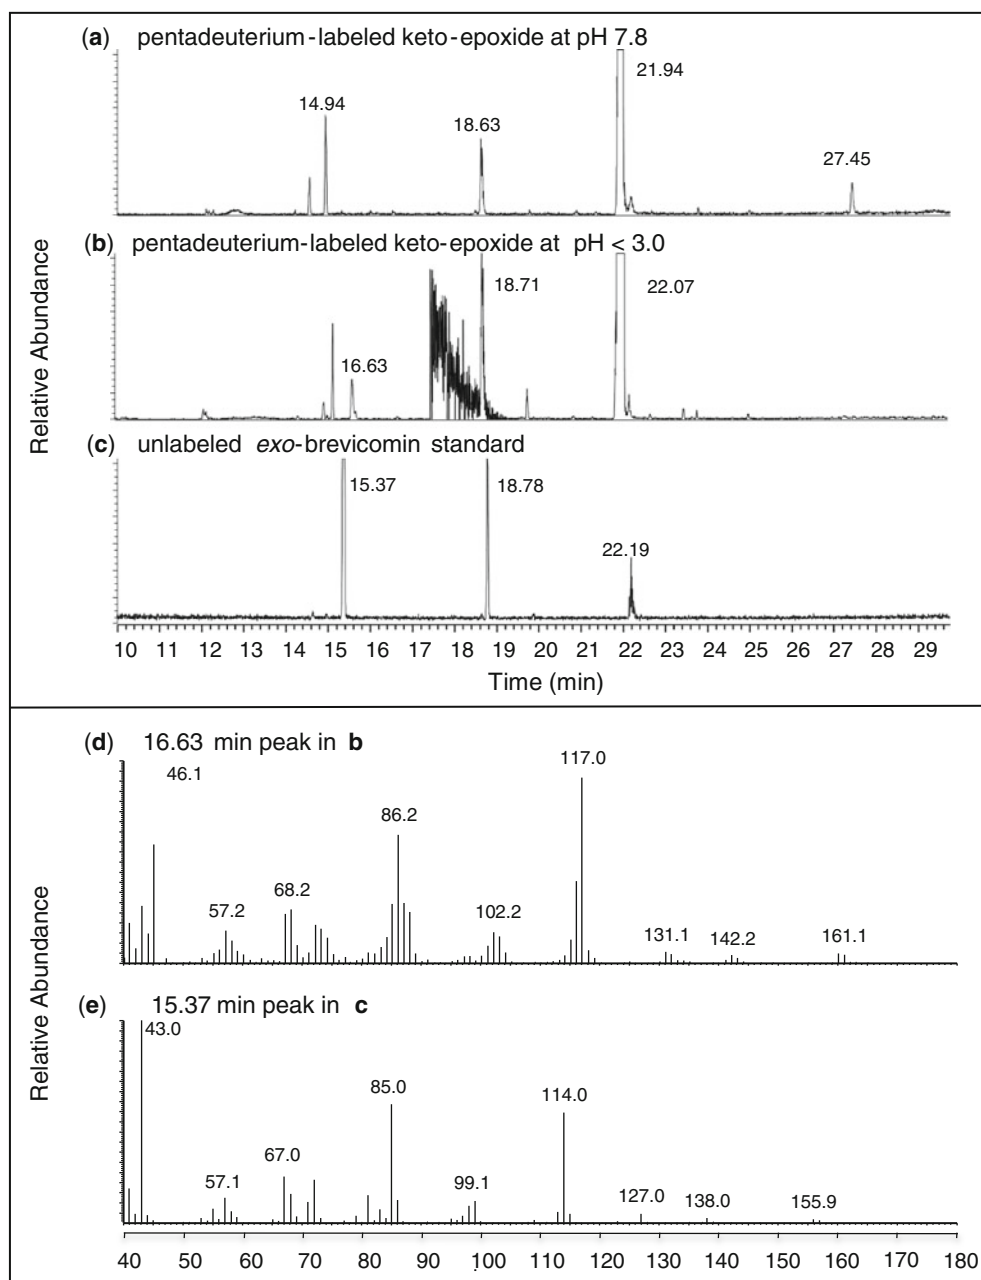 (a) pentadeuterium-labeled keto-epoxide at pH 7.8
21.94
14.94
18.63
27.45
(b) pentadeuterium-labeled keto-epoxide at pH < 3.0
18.71
22.07
16.63
(c) unlabeled exo-brevicomin standard
15.37
18.78
22.19
Relative Abundance
10 11 12 13 14 15 16 17 18 19 20 21 22 23 24 25 26 27 28 29
Time (min)
(d) 16.63 min peak in b
117.0
46.1
86.2
68.2
57.2
102.2
131.1
142.2
161.1
(e) 15.37 min peak in c
43.0
85.0
114.0
67.0
57.1
99.1
127.0
138.0
155.9
Relative Abundance
40 50 60 70 80 90 100 110 120 130 140 150 160 170 180